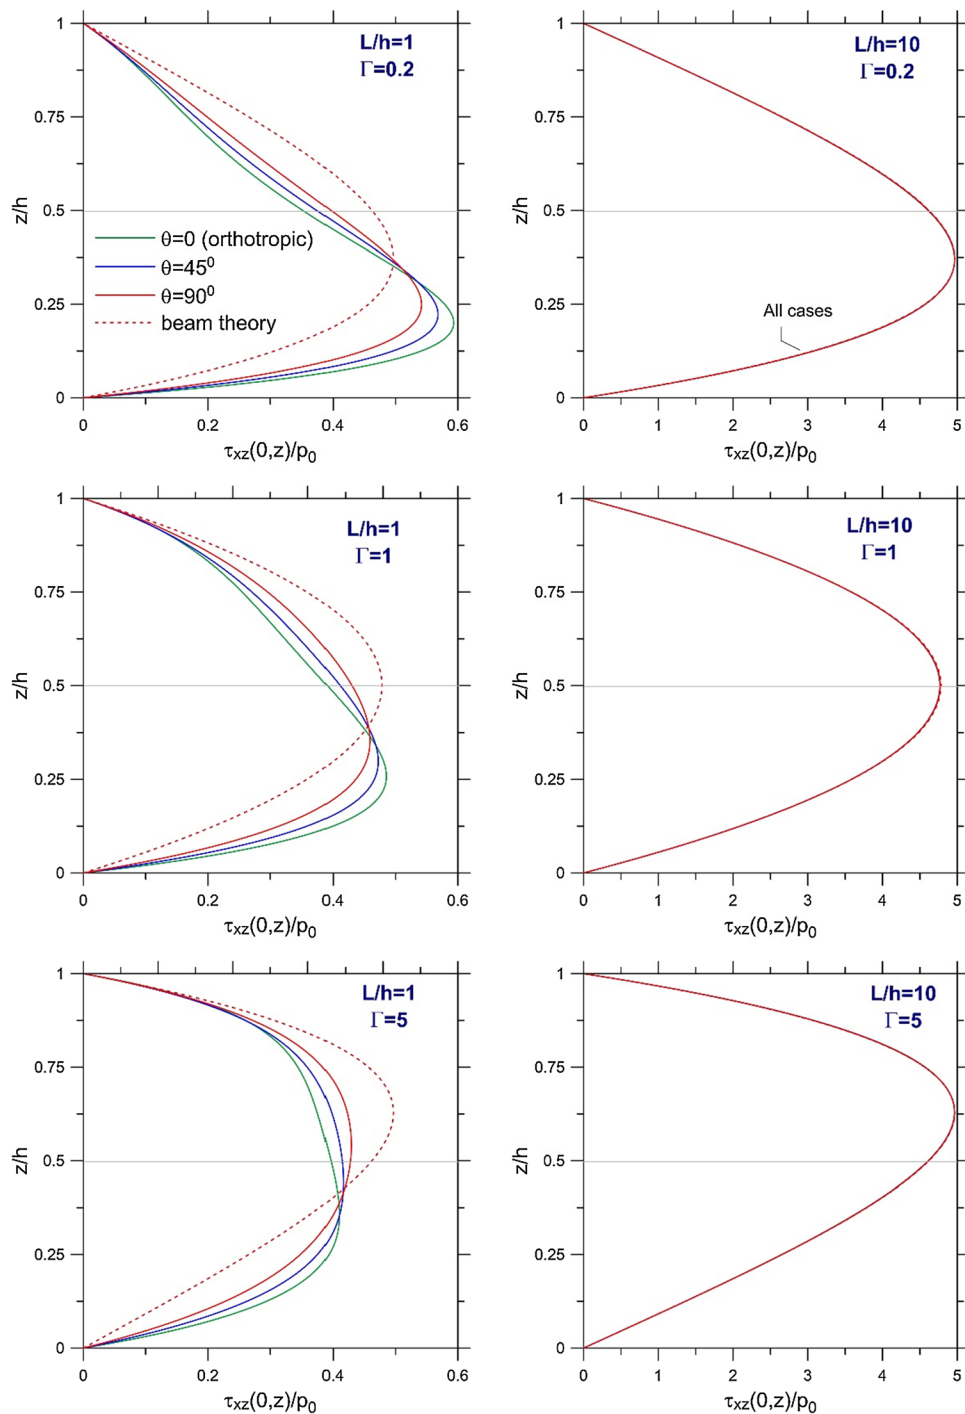 L/h=1
Γ=0.2
1
0.75
z/h
0.5
0.25
0
θ=0 (orthotropic)
θ=45⁰
θ=90⁰
beam theory
0 0.2 0.4 0.6
τxz(0,z)/p0
L/h=10
Γ=0.2
1
0.75
z/h
0.5
0.25
0
All cases
0 1 2 3 4 5
τxz(0,z)/p0
L/h=1
Γ=1
1
0.75
z/h
0.5
0.25
0
0 0.2 0.4 0.6
τxz(0,z)/p0
L/h=10
Γ=1
1
0.75
z/h
0.5
0.25
0
0 1 2 3 4 5
τxz(0,z)/p0
L/h=1
Γ=5
1
0.75
z/h
0.5
0.25
0
0 0.2 0.4 0.6
τxz(0,z)/p0
L/h=10
Γ=5
1
0.75
z/h
0.5
0.25
0
0 1 2 3 4 5
τxz(0,z)/p0